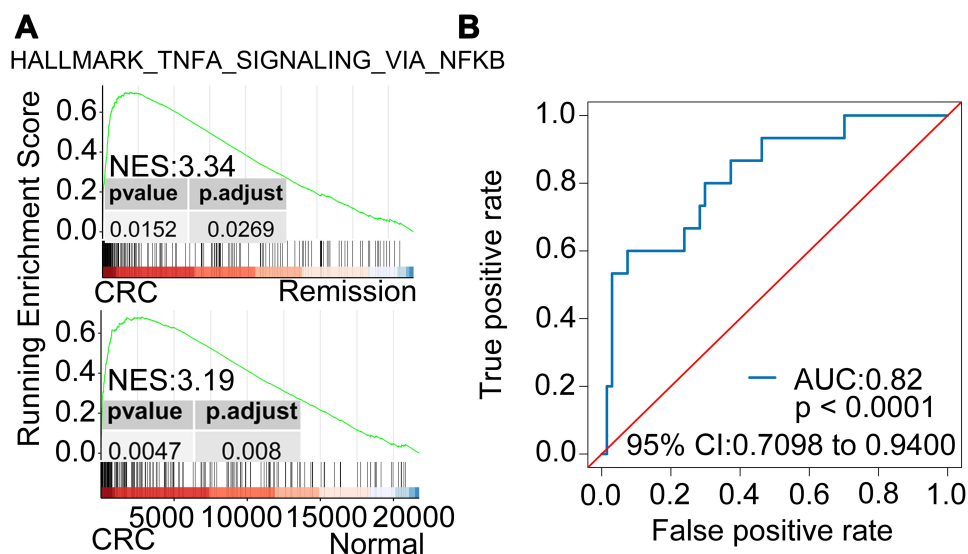 A
HALLMARK_TNFA_SIGNALING_VIA_NFKB
Running Enrichment Score
0.6
0.4
0.2
0.0
NES:3.34
pvalue p.adjust
0.0152 0.0269
CRC Remission
0.6
0.4
0.2
0.0
NES:3.19
pvalue p.adjust
0.0047 0.008
5000 10000 15000 20000
CRC Normal
B
True positive rate
1.0
0.8
0.6
0.4
0.2
0.0
AUC:0.82
p < 0.0001
95% CI:0.7098 to 0.9400
0.0 0.2 0.4 0.6 0.8 1.0
False positive rate